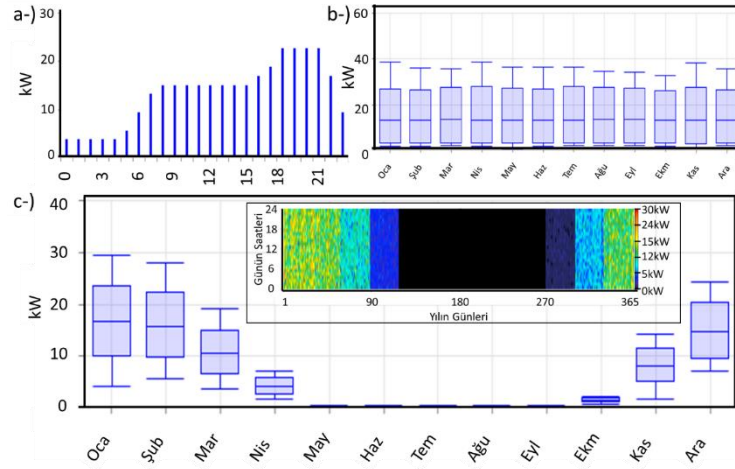 a-)
30
20
10
0
kW
0
3
6
9
12
15
18
21
b-)
60
40
20
0
kW
Oca
Şub
Mar
Nis
May
Haz
Tem
Ağu
Eyl
Ekm
Kas
Ara
c-)
40
30
20
10
0
kW
24
18
12
6
0
Günün Saatleri
1
90
180
270
365
Yılın Günleri
30kW
24kW
15kW
12kW
5kW
0kW
Oca
Şub
Mar
Nis
May
Haz
Tem
Ağu
Eyl
Ekm
Kas
Ara